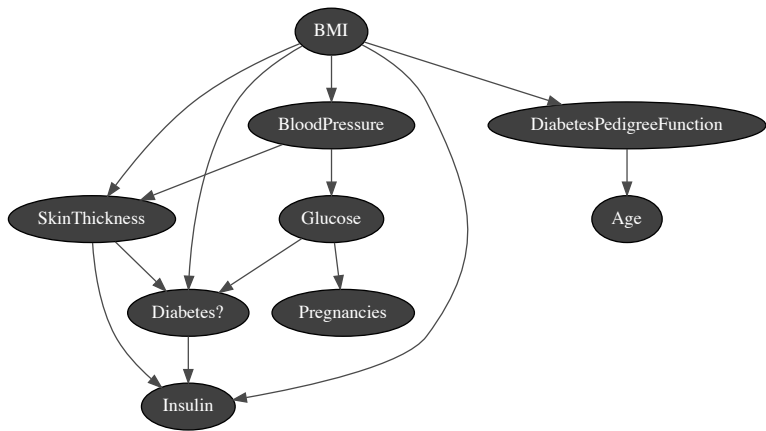 BMI
BloodPressure
DiabetesPedigreeFunction
SkinThickness
Glucose
Age
Diabetes?
Pregnancies
Insulin